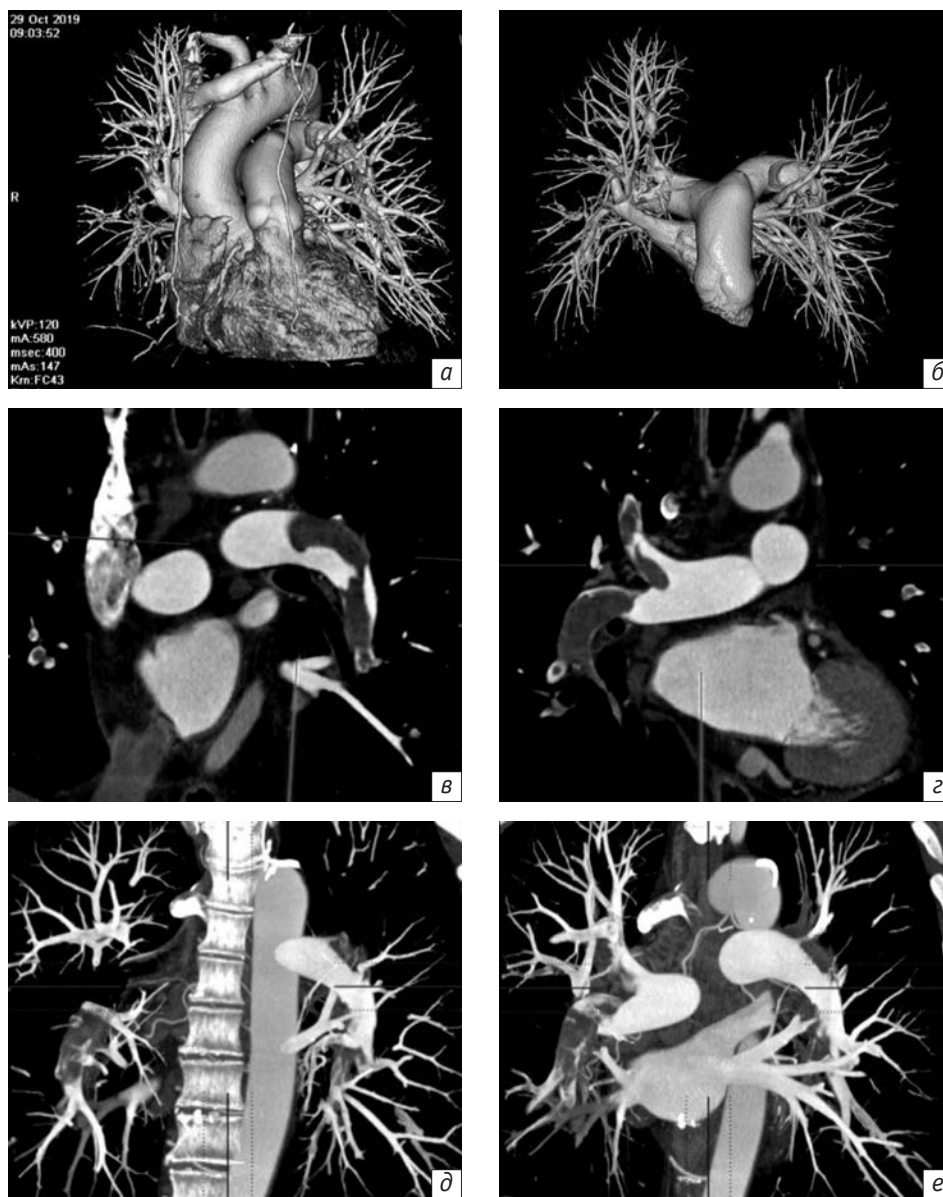 29 Oct 2019
09:03:52
R
kVP:120
mA:580
msec:400
mAs:147
Krn:FC43
а
б
в
г
д
е